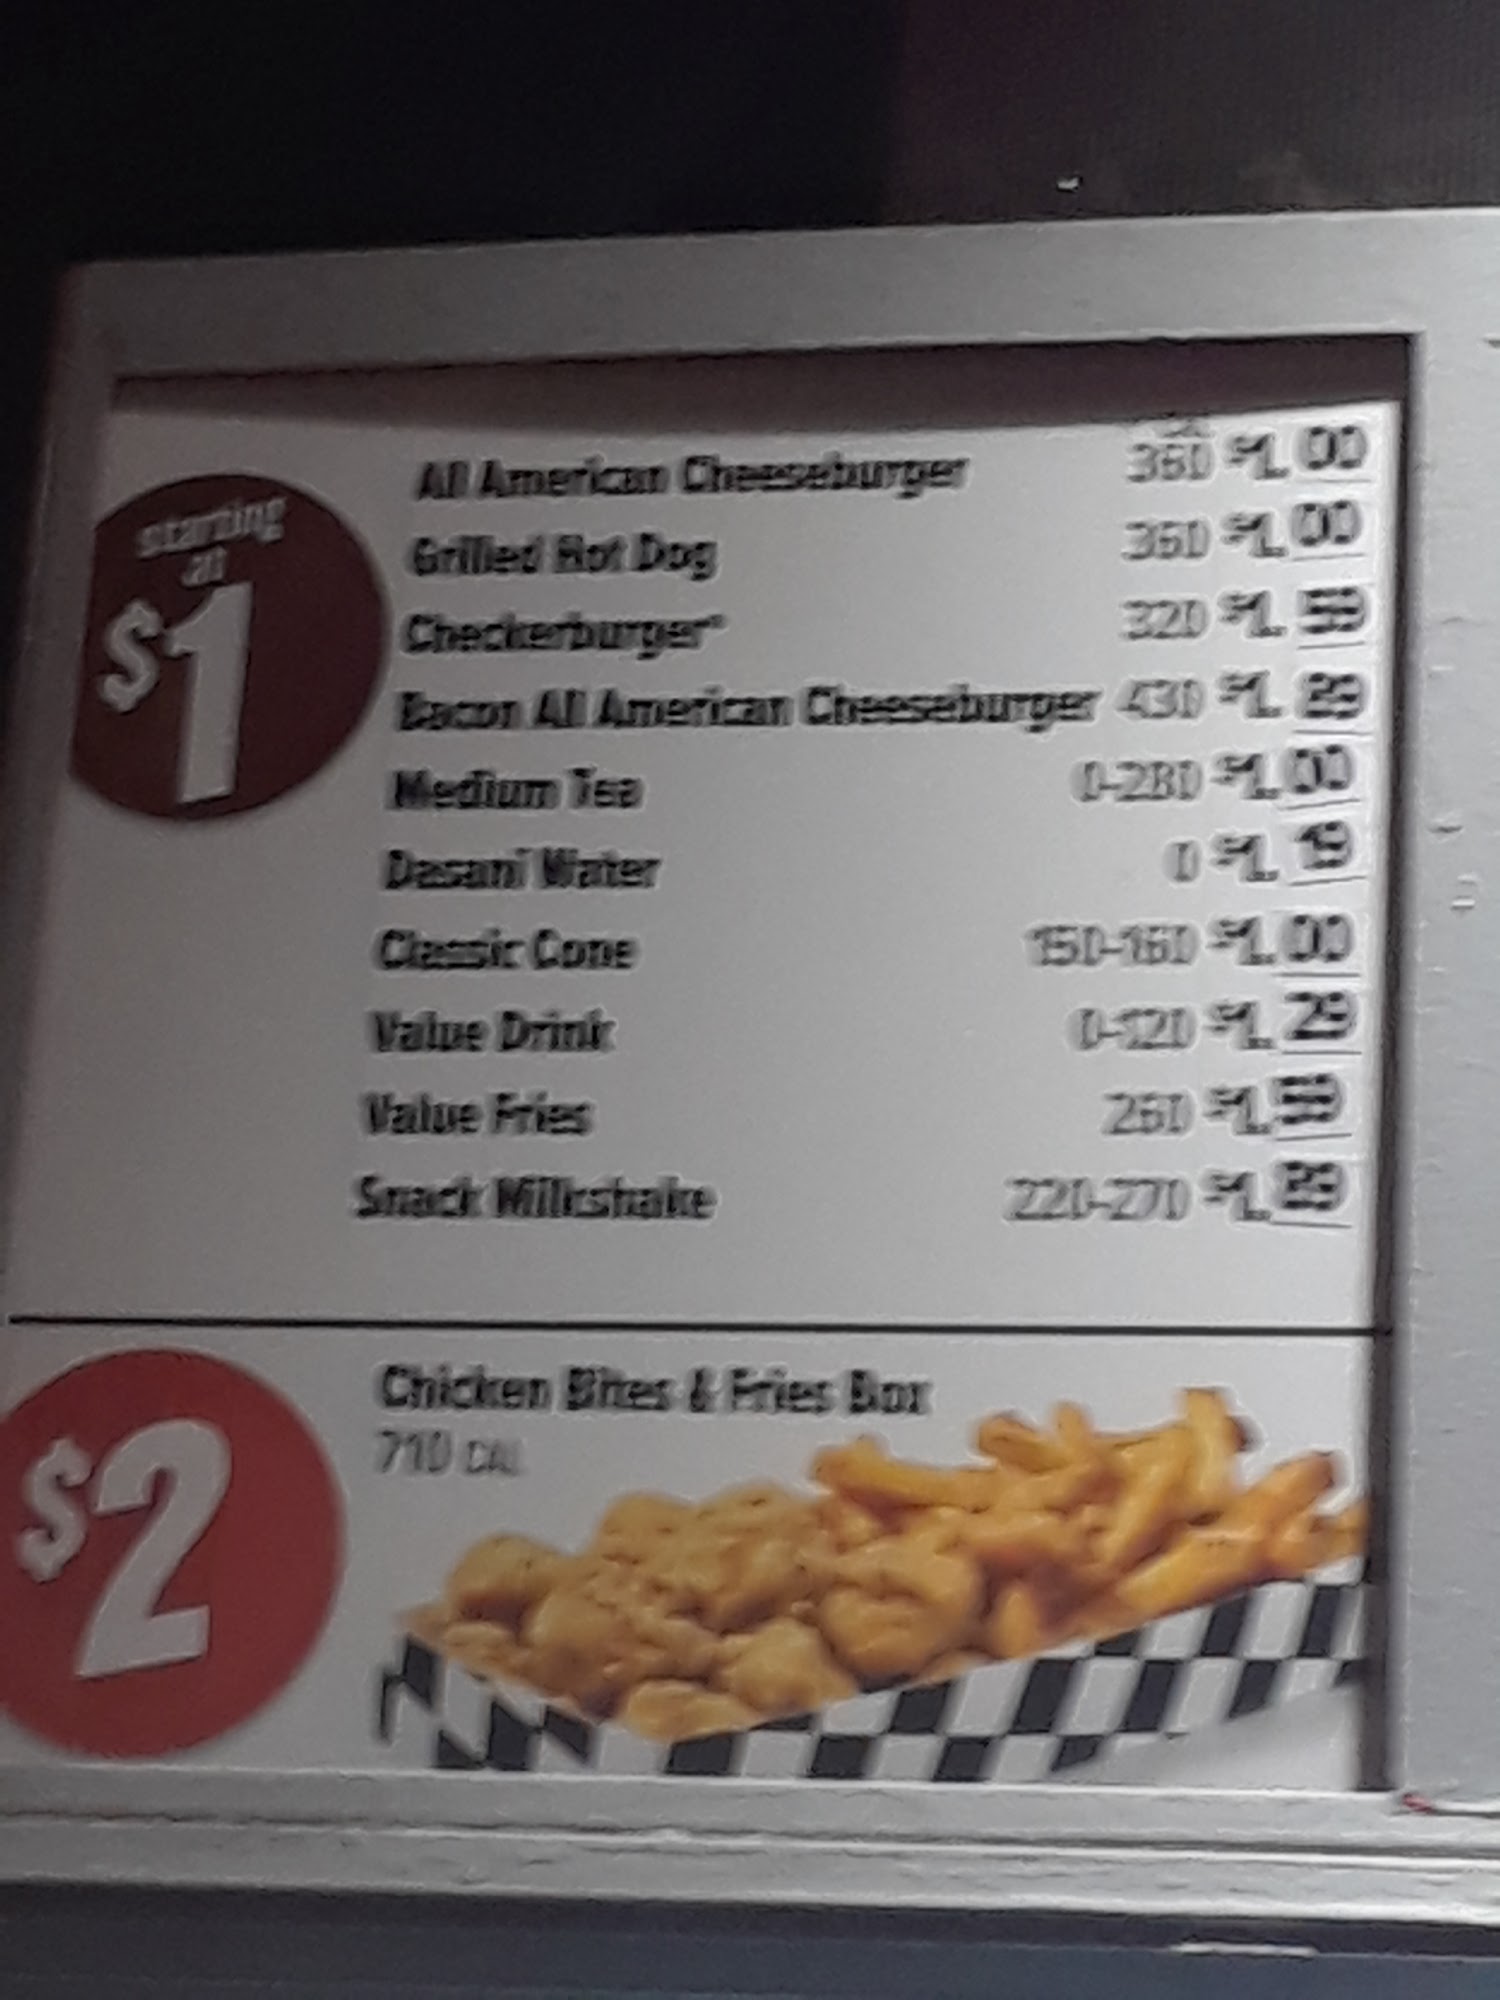 starting
at
$1
CAL
All American Cheeseburger 360 $1.00
Grilled Hot Dog 360 $1.00
Checkerburger® 320 $1.59
Bacon All American Cheeseburger 430 $1.89
Medium Tea 0-280 $1.00
Dasani Water 0 $1.19
Classic Cone 150-160 $1.00
Value Drink 0-120 $1.29
Value Fries 260 $1.59
Snack Milkshake 220-270 $1.89
$2
Chicken Bites & Fries Box
710 CAL